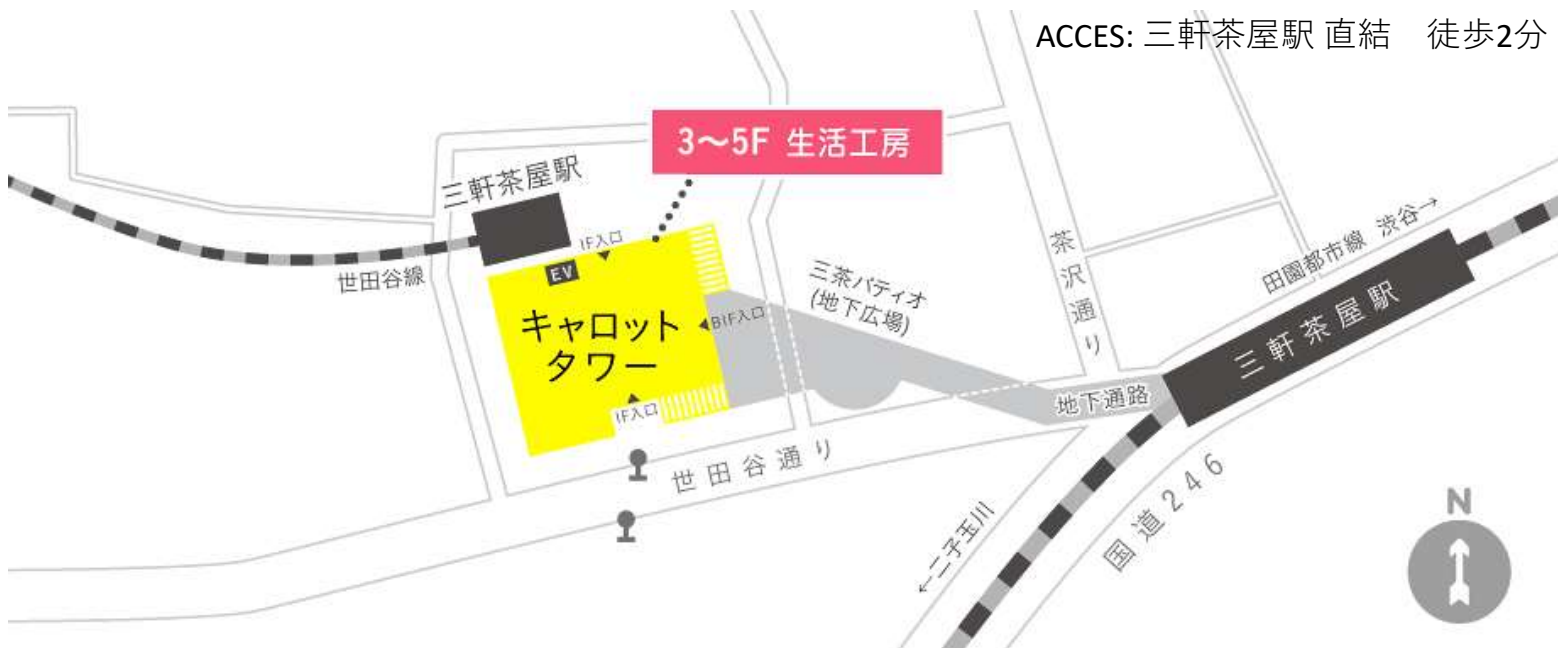 ACCES: 三軒茶屋駅 直結　徒歩2分
3〜5F 生活工房
三軒茶屋駅
IF入口
EV
世田谷線
キャロット
タワー
BIF入口
IF入口
三茶パティオ
(地下広場)
茶沢通り
田園都市線 渋谷→
三軒茶屋駅
地下通路
世田谷通り
国道246
←二子玉川
N